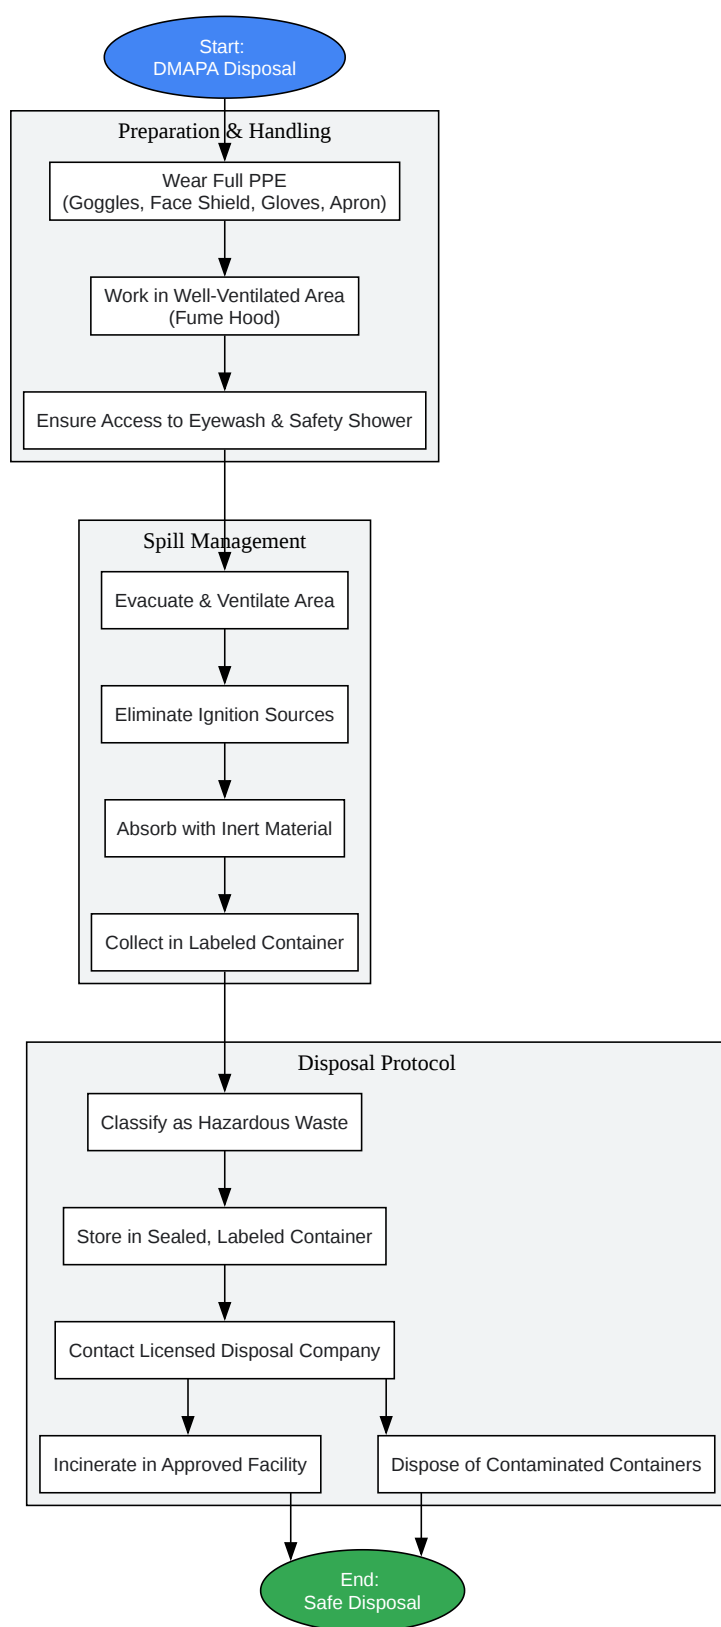 Start:
DMAPA Disposal
Preparation & Handling
Wear Full PPE
(Goggles, Face Shield, Gloves, Apron)
Work in Well-Ventilated Area
(Fume Hood)
Ensure Access to Eyewash & Safety Shower
Spill Management
Evacuate & Ventilate Area
Eliminate Ignition Sources
Absorb with Inert Material
Collect in Labeled Container
Disposal Protocol
Classify as Hazardous Waste
Store in Sealed, Labeled Container
Contact Licensed Disposal Company
Incinerate in Approved Facility
Dispose of Contaminated Containers
End:
Safe Disposal